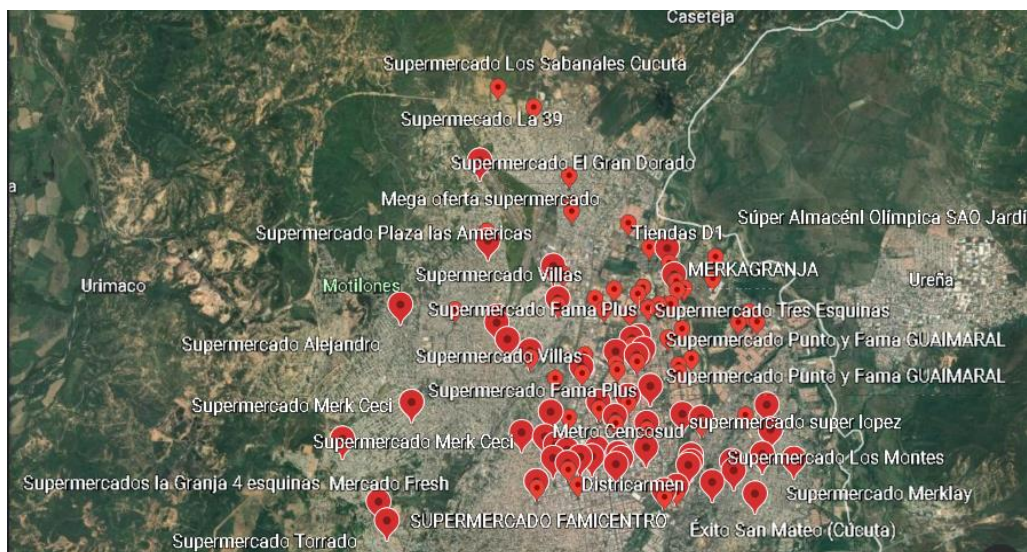 Caseteja
Supermercado Los Sabanales Cucuta
Supermecado La 39
Supermercado El Gran Dorado
a
Mega oferta supermercado
Súper Almacénl Olímpica SAO Jardí
Supermercado Plaza las Americas
Tiendas D1
Supermercado Villas
MERKAGRANJA
Urimaco
Motilones
Ureña
Supermercado Fama Plus
Supermercado Tres Esquinas
Supermercado Alejandra
Supermercado Punto y Fama GUAIMARAL
Supermercado Villas
Supermercado Punto y Fama GUAIMARAL
Supermercado Fama Plus
Supermercado Merk Ceci
supermercado super lopez
Metro Cencosud
Supermercado Merk Ceci
Supermercado Los Montes
Supermercados la Granja 4 esquinas
Mercado Fresh
Districarmen
Supermercado Merklay
SUPERMERCADO FAMICENTRO
Éxito San Mateo (Cúcuta)
Supermercado Torrado